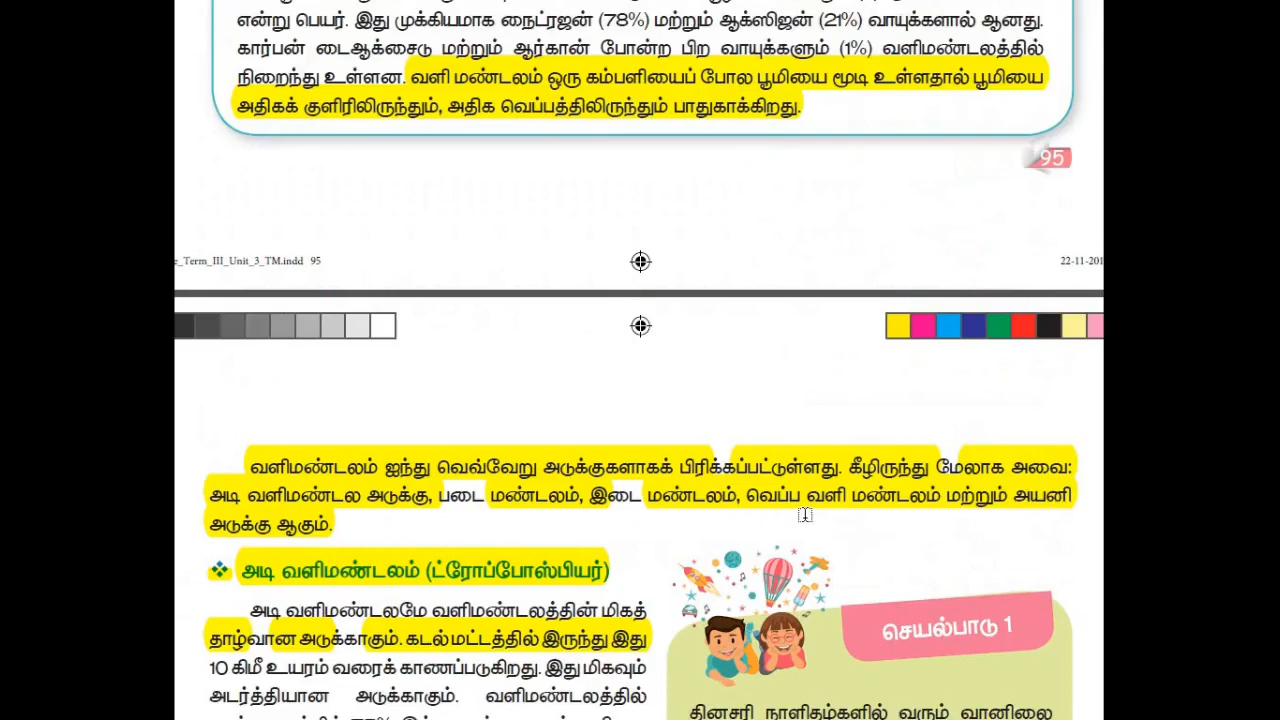 என்று பெயர். இது முக்கியமாக நைட்ரஜன் (78%) மற்றும் ஆக்ஸிஜன் (21%) வாயுக்களால் ஆனது.
கார்பன் டைஆக்சைடு மற்றும் ஆர்கான் போன்ற பிற வாயுக்களும் (1%) வளிமண்டலத்தில்
நிறைந்து உள்ளன. வளி மண்டலம் ஒரு கம்பளியைப் போல பூமியை மூடி உள்ளதால் பூமியை
அதிகக் குளிரிலிருந்தும், அதிக வெப்பத்திலிருந்தும் பாதுகாக்கிறது.
95
e_Term_III_Unit_3_TM.indd 95
22-11-201
வளிமண்டலம் ஐந்து வெவ்வேறு அடுக்குகளாகக் பிரிக்கப்பட்டுள்ளது. கீழிருந்து மேலாக அவை:
அடி வளிமண்டல அடுக்கு, படை மண்டலம், இடை மண்டலம், வெப்ப வளி மண்டலம் மற்றும் அயனி
அடுக்கு ஆகும்.
அடி வளிமண்டலம் (ட்ரோப்போஸ்பியர்)
அடி வளிமண்டலமே வளிமண்டலத்தின் மிகத்
தாழ்வான அடுக்காகும். கடல் மட்டத்தில் இருந்து இது
10 கிமீ உயரம் வரைக் காணப்படுகிறது. இது மிகவும்
அடர்த்தியான அடுக்காகும். வளிமண்டலத்தில்
செயல்பாடு 1
தினசரி நாளிதழ்களில் வரும் வானிலை